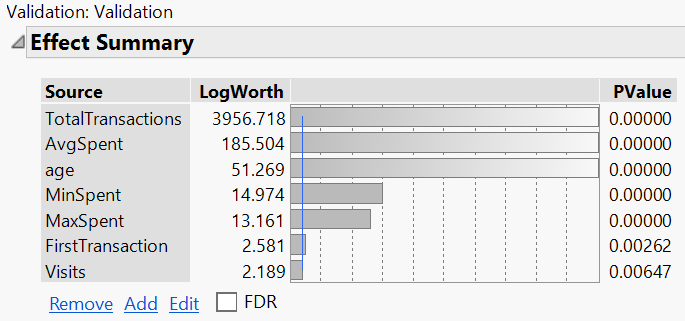 Validation: Validation
Effect Summary
Source LogWorth PValue
TotalTransactions 3956.718 0.00000
AvgSpent 185.504 0.00000
age 51.269 0.00000
MinSpent 14.974 0.00000
MaxSpent 13.161 0.00000
FirstTransaction 2.581 0.00262
Visits 2.189 0.00647
Remove Add Edit FDR